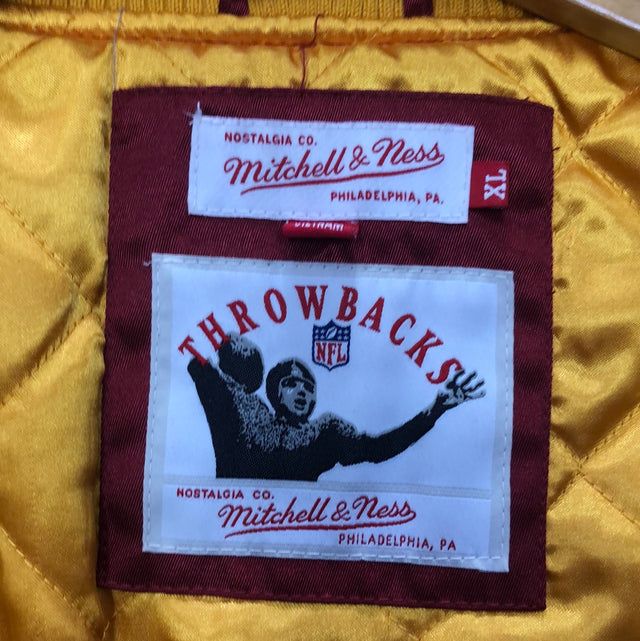 NOSTALGIA CO.
Mitchell & Ness
PHILADELPHIA, PA.
XL
VIETNAM
THROWBACKS
NFL
NOSTALGIA CO.
Mitchell & Ness
PHILADELPHIA, PA